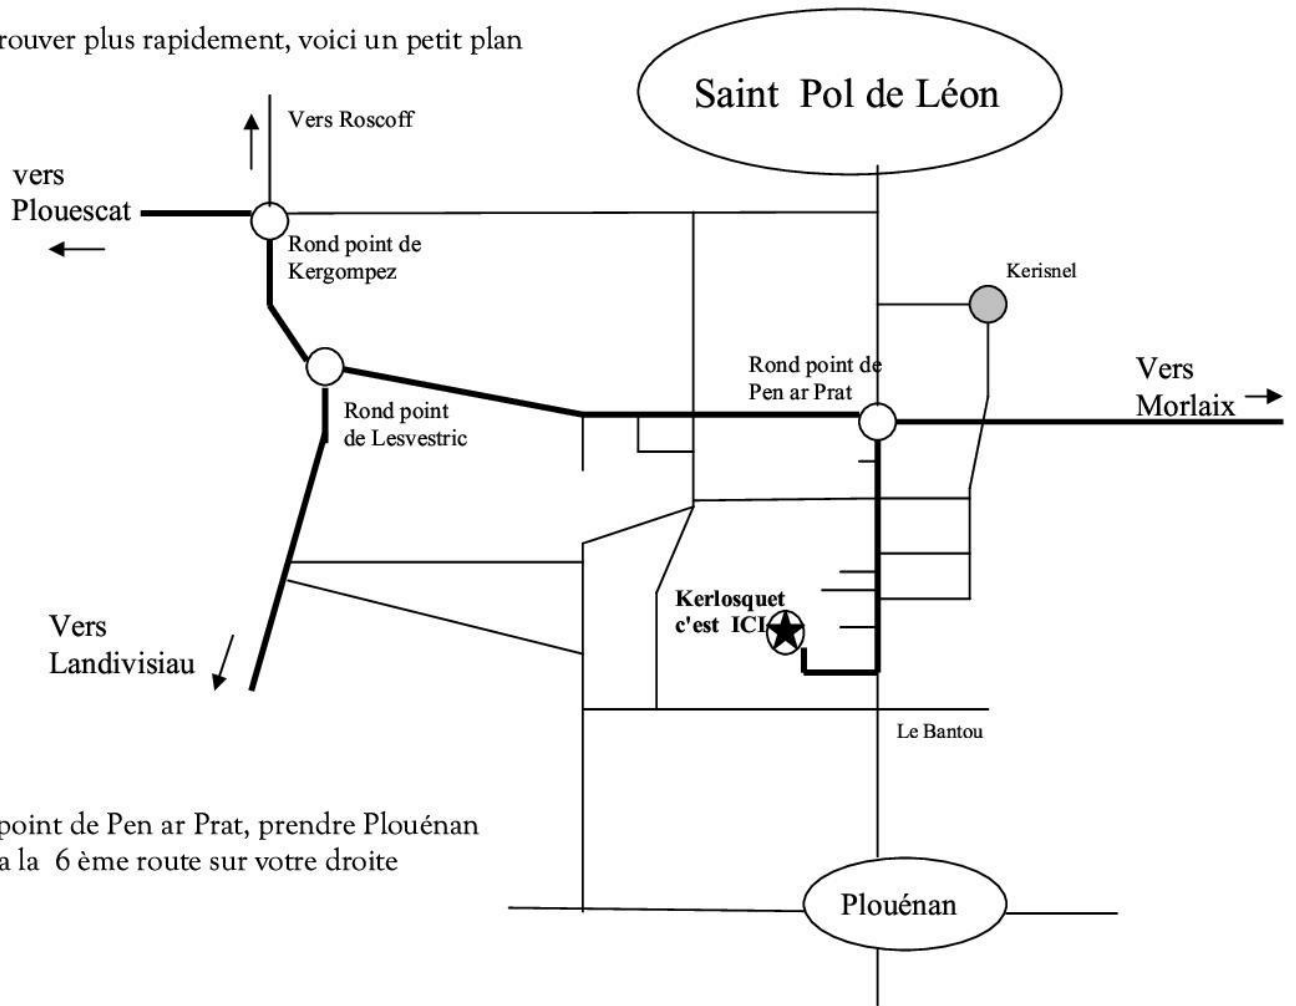 rouver plus rapidement, voici un petit plan
Saint Pol de Léon
Vers Roscoff
vers
Plouescat
Rond point de
Kergompez
Kerisnel
Rond point de
Pen ar Prat
Vers
Morlaix
Rond point
de Lesvestric
Kerlosquet
c'est ICI
Vers
Landivisiau
Le Bantou
point de Pen ar Prat, prendre Plouénan
a la 6 ème route sur votre droite
Plouénan